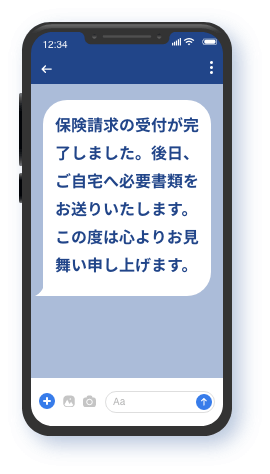 12:34
保険請求の受付が完
了しました。後日、
ご自宅へ必要書類を
お送りいたします。
この度は心よりお見
舞い申し上げます。
Aa